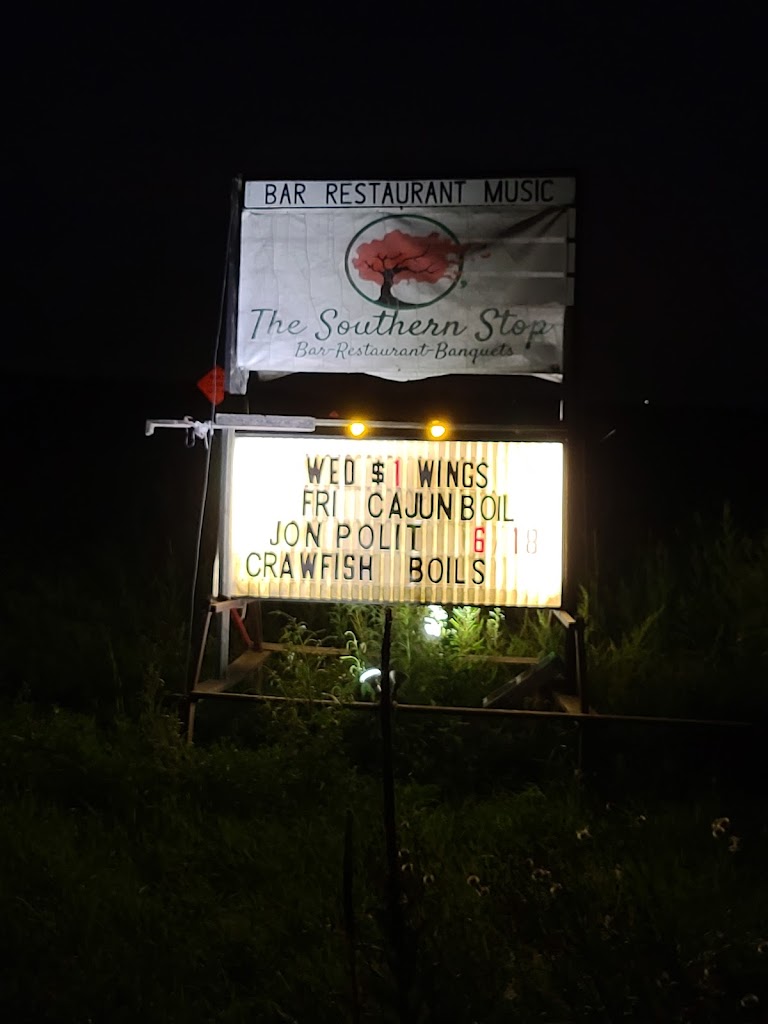 BAR RESTAURANT MUSIC
The Southern Stop
Bar-Restaurant-Banquets
WED $1 WINGS
FRI CAJUN BOIL
JON POLIT 6/18
CRAWFISH BOILS